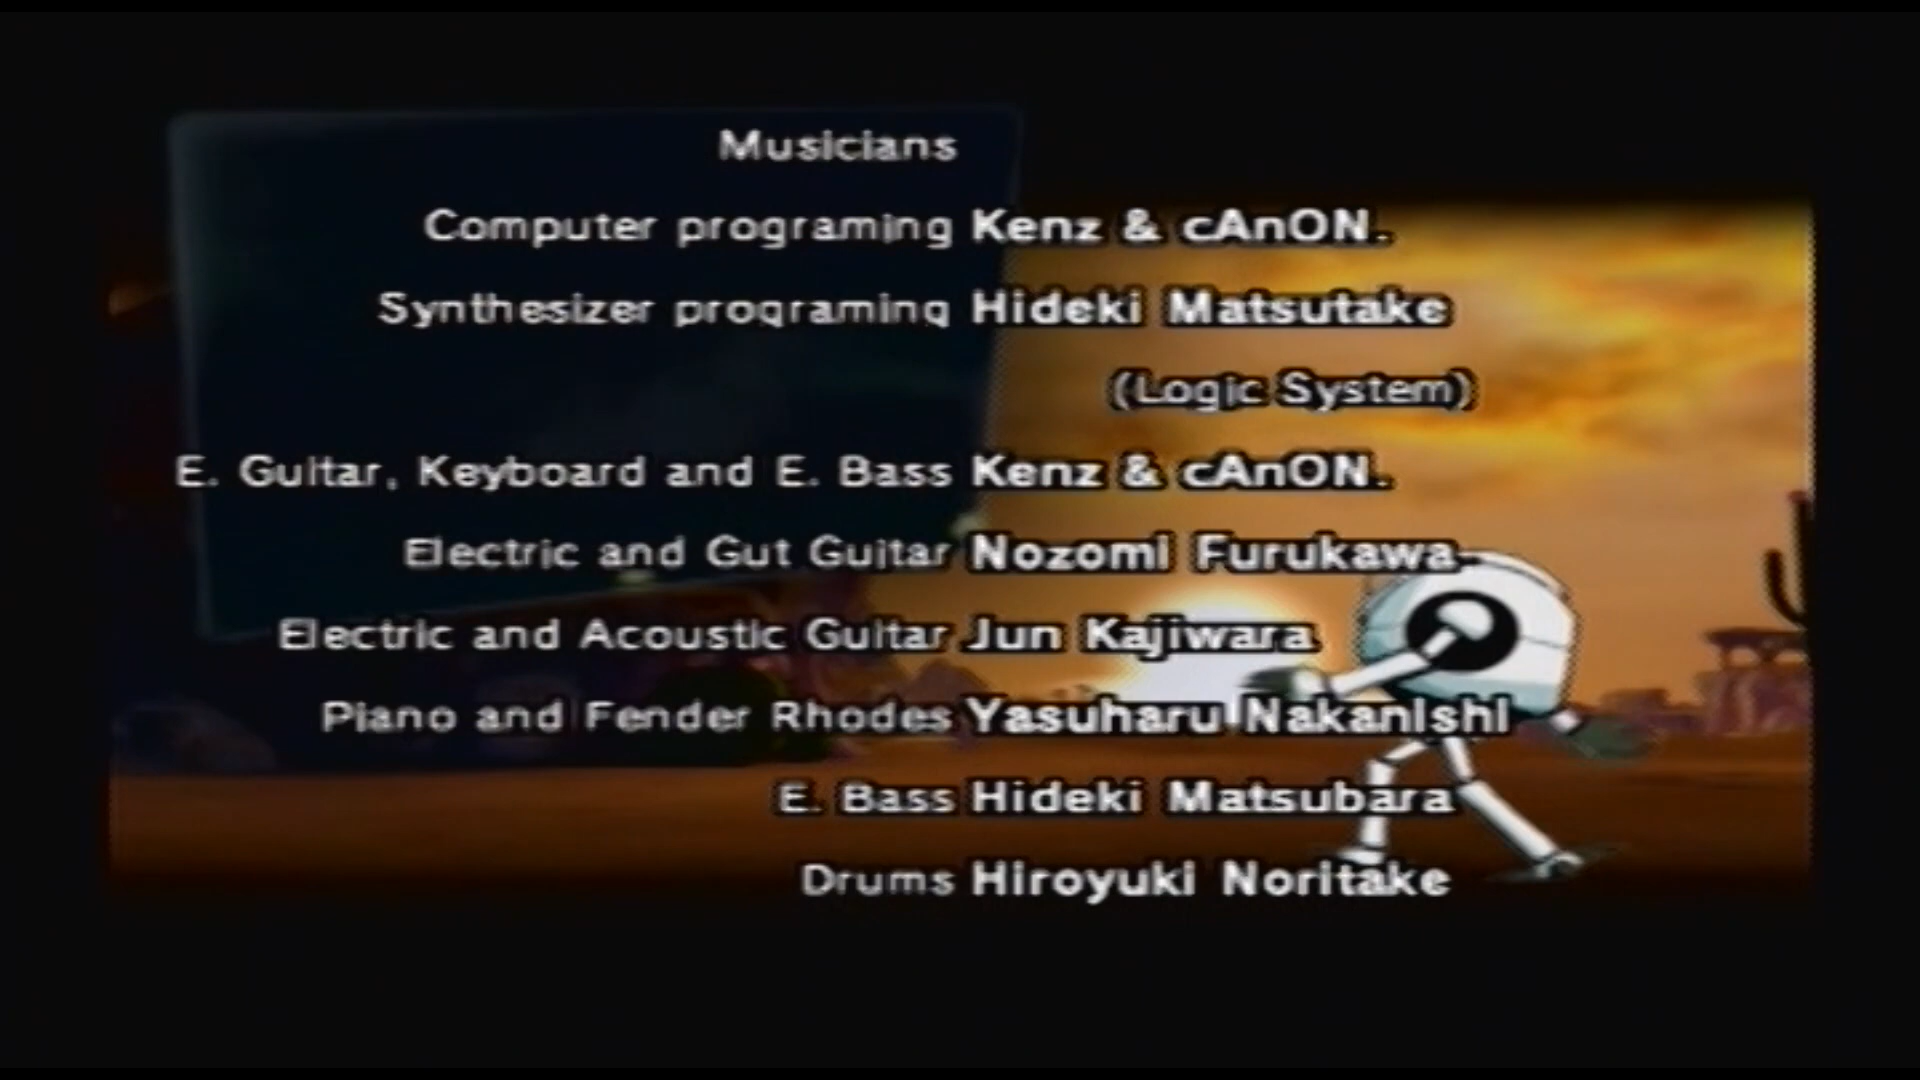 Musicians
Computer programing Kenz & cAnON.
Synthesizer programing Hideki Matsutake
(Logic System)
E. Guitar, Keyboard and E. Bass Kenz & cAnON.
Electric and Gut Guitar Nozomi Furukawa
Electric and Acoustic Guitar Jun Kajiwara
Piano and Fender Rhodes Yasuharu Nakanishi
E. Bass Hideki Matsubara
Drums Hiroyuki Noritake